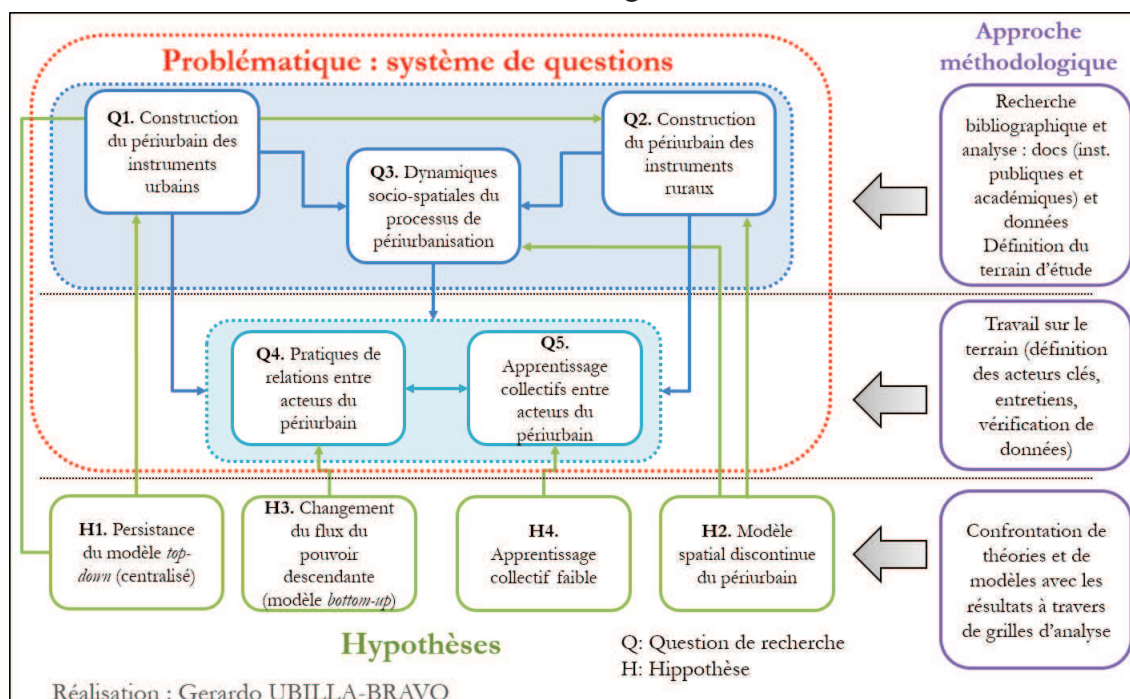 Problématique : système de questions
Approche
méthodologique
Q1. Construction
du périurbain des
instruments
urbains
Q2. Construction
du périurbain des
instruments
ruraux
Q3. Dynamiques
socio-spatiales du
processus de
périurbanisation
Recherche
bibliographique et
analyse : docs (inst.
publiques et
académiques) et
données
Définition du
terrain d'étude
Q4. Pratiques de
relations entre
acteurs du
périurbain
Q5.
Apprentissage
collectifs entre
acteurs du
périurbain
Travail sur le
terrain (définition
des acteurs clés,
entretiens,
vérification de
données)
H1. Persistance
du modèle top-
down (centralisé)
H3. Changement
du flux du
pouvoir
descendante
(modèle bottom-up)
H4.
Apprentissage
collectif faible
H2. Modèle
spatial discontinue
du périurbain
Confrontation de
théories et de
modèles avec les
résultats à travers
de grilles d'analyse
Hypothèses
Q: Question de recherche
H: Hippothèse
Réalisation : Gerardo UBILLA-BRAVO